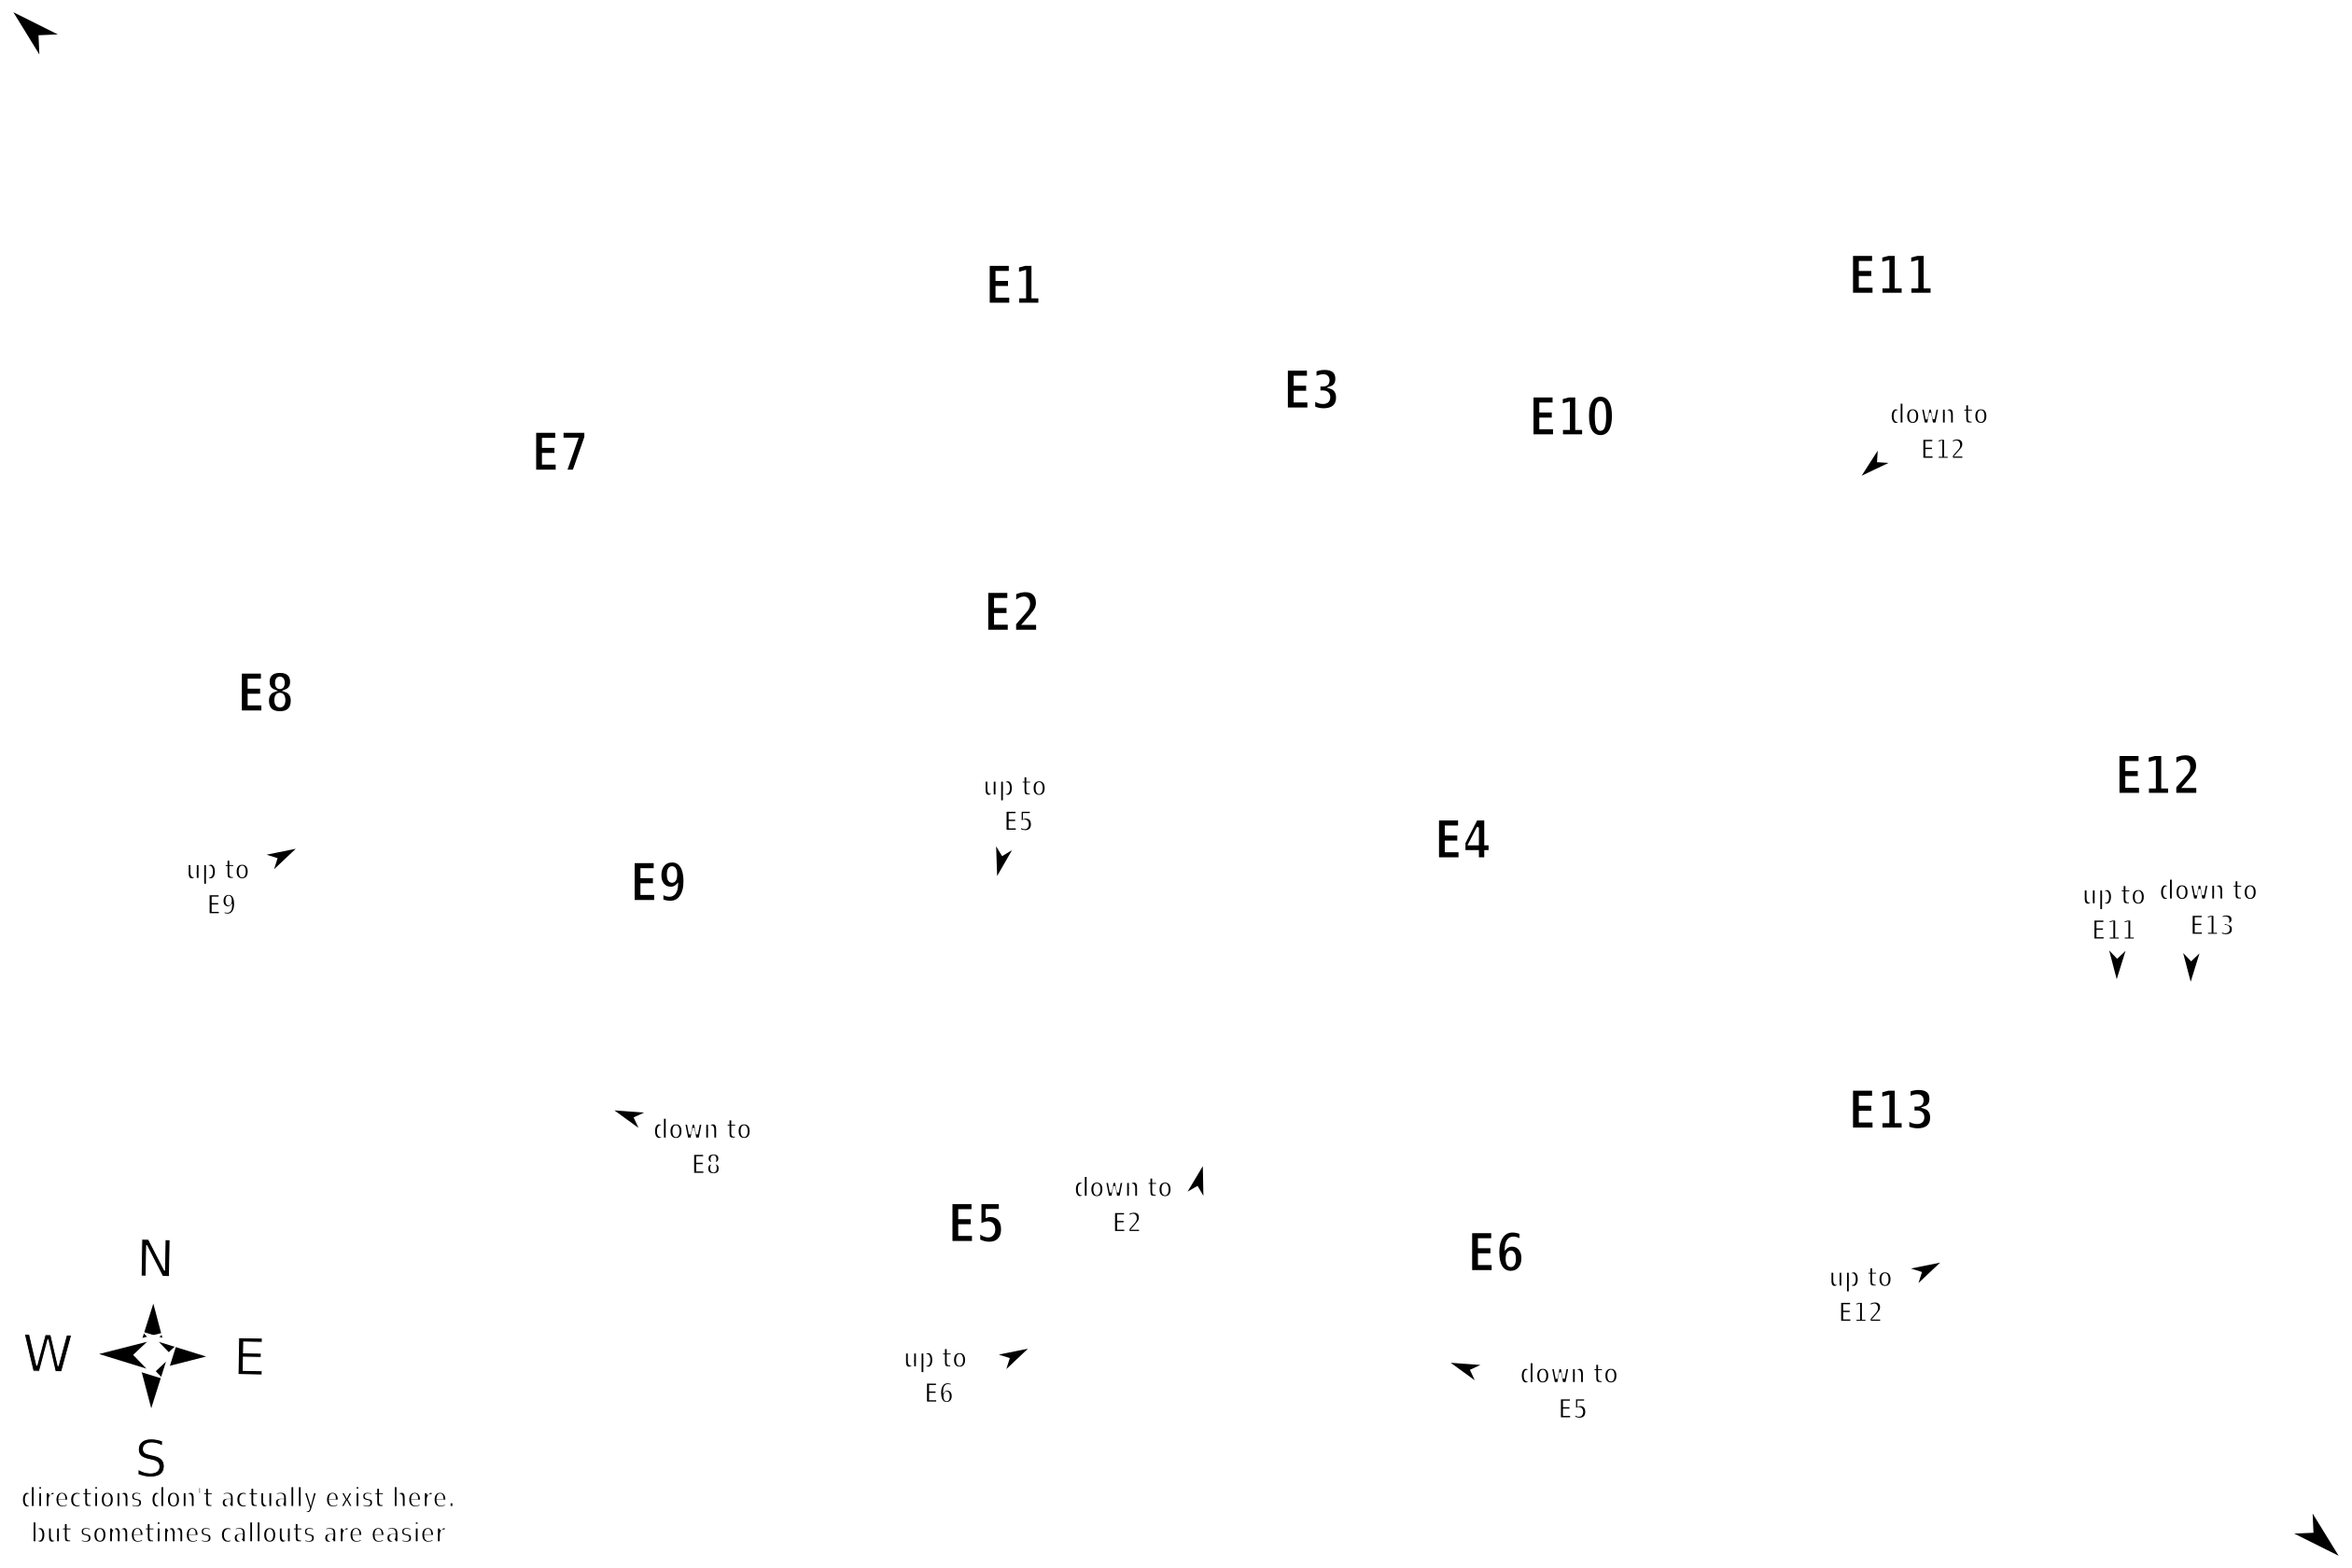 E1
E11
E3
E10
down to
E12
E7
E2
E8
up to
E5
E12
E4
up to
E9
E9
up to
E11
down to
E13
E13
down to
E8
down to
E2
E5
E6
N
up to
E12
W
E
up to
E6
down to
E5
S
directions don't actually exist here.
but sometimes callouts are easier